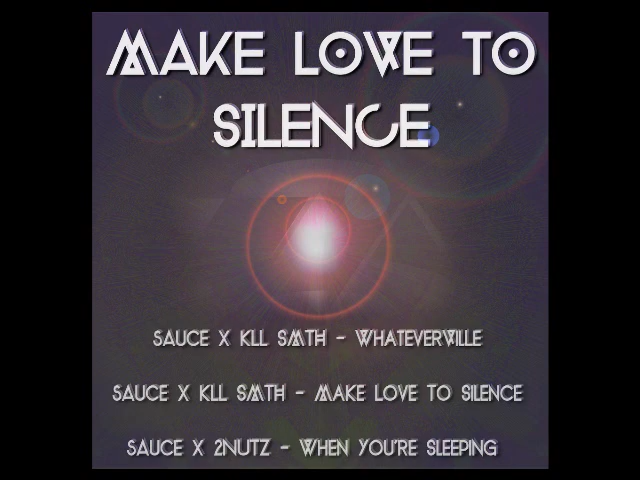 MAKE LOVE TO
SILENCE
SAUCE X KLL SMTH - WHATEVERVILLE
SAUCE X KLL SMTH - MAKE LOVE TO SILENCE
SAUCE X 2NUTZ - WHEN YOU'RE SLEEPING